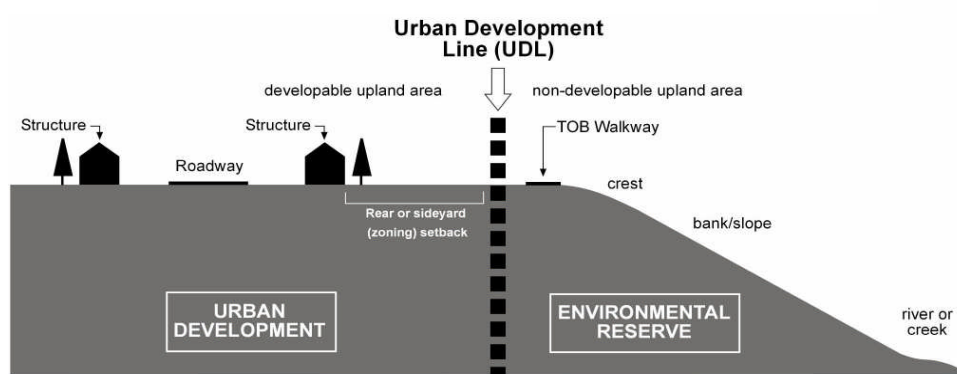 Urban Development
Line (UDL)
developable upland area
non-developable upland area
Structure
Structure
TOB Walkway
Roadway
crest
Rear or sideyard
(zoning) setback
bank/slope
URBAN
DEVELOPMENT
ENVIRONMENTAL
RESERVE
river or
creek